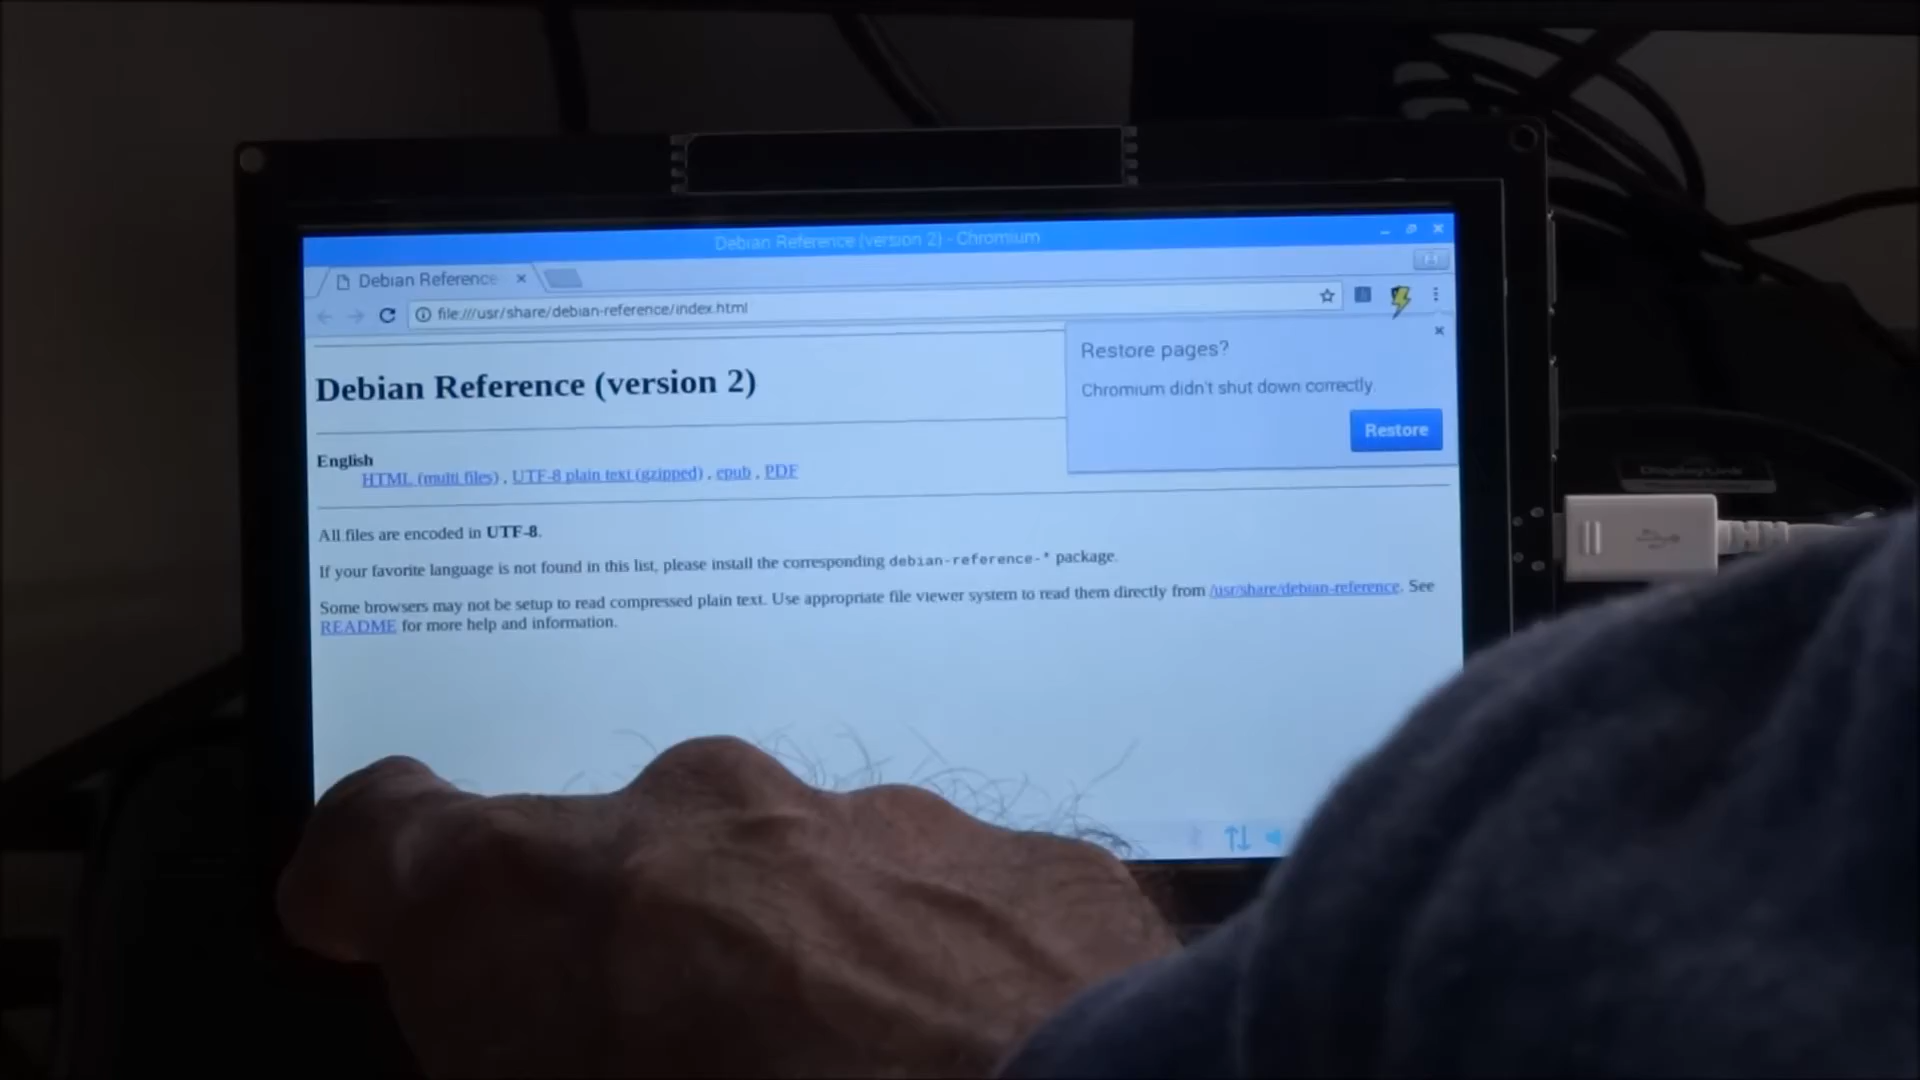 Debian Reference (version 2) - Chromium
Debian Reference
file:///usr/share/debian-reference/index.html
Restore pages?
Chromium didn't shut down correctly.
Restore
Debian Reference (version 2)
English
HTML (multi files) , UTF-8 plain text (gzipped) , epub , PDF
All files are encoded in UTF-8.
If your favorite language is not found in this list, please install the corresponding debian-reference-* package.
Some browsers may not be setup to read compressed plain text. Use appropriate file viewer system to read them directly from /usr/share/debian-reference. See
README for more help and information.
DisplayLink